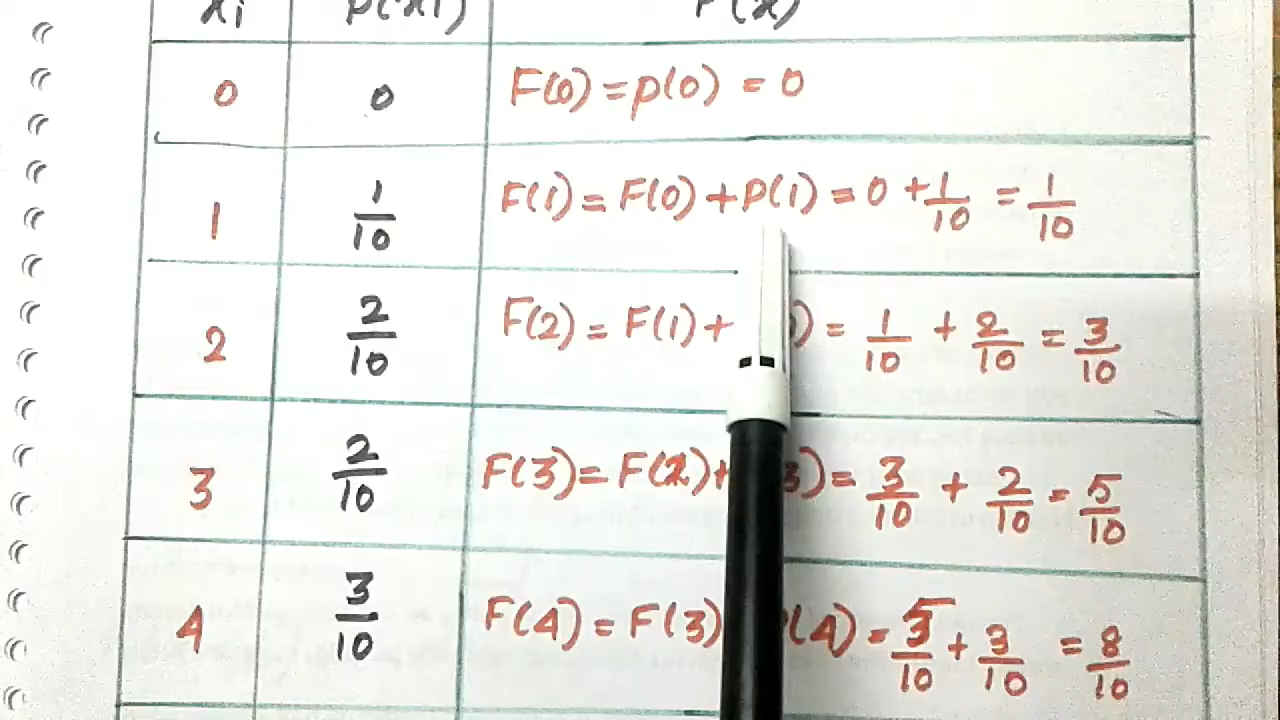 xi p(xi) F(x)
0 0 F(0) = p(0) = 0
1 1/10 F(1) = F(0) + P(1) = 0 + 1/10 = 1/10
2 2/10 F(2) = F(1) + ) = 1/10 + 2/10 = 3/10
3 2/10 F(3) = F(2) + 3) = 3/10 + 2/10 = 5/10
4 3/10 F(4) = F(3) P(4) = 5/10 + 3/10 = 8/10